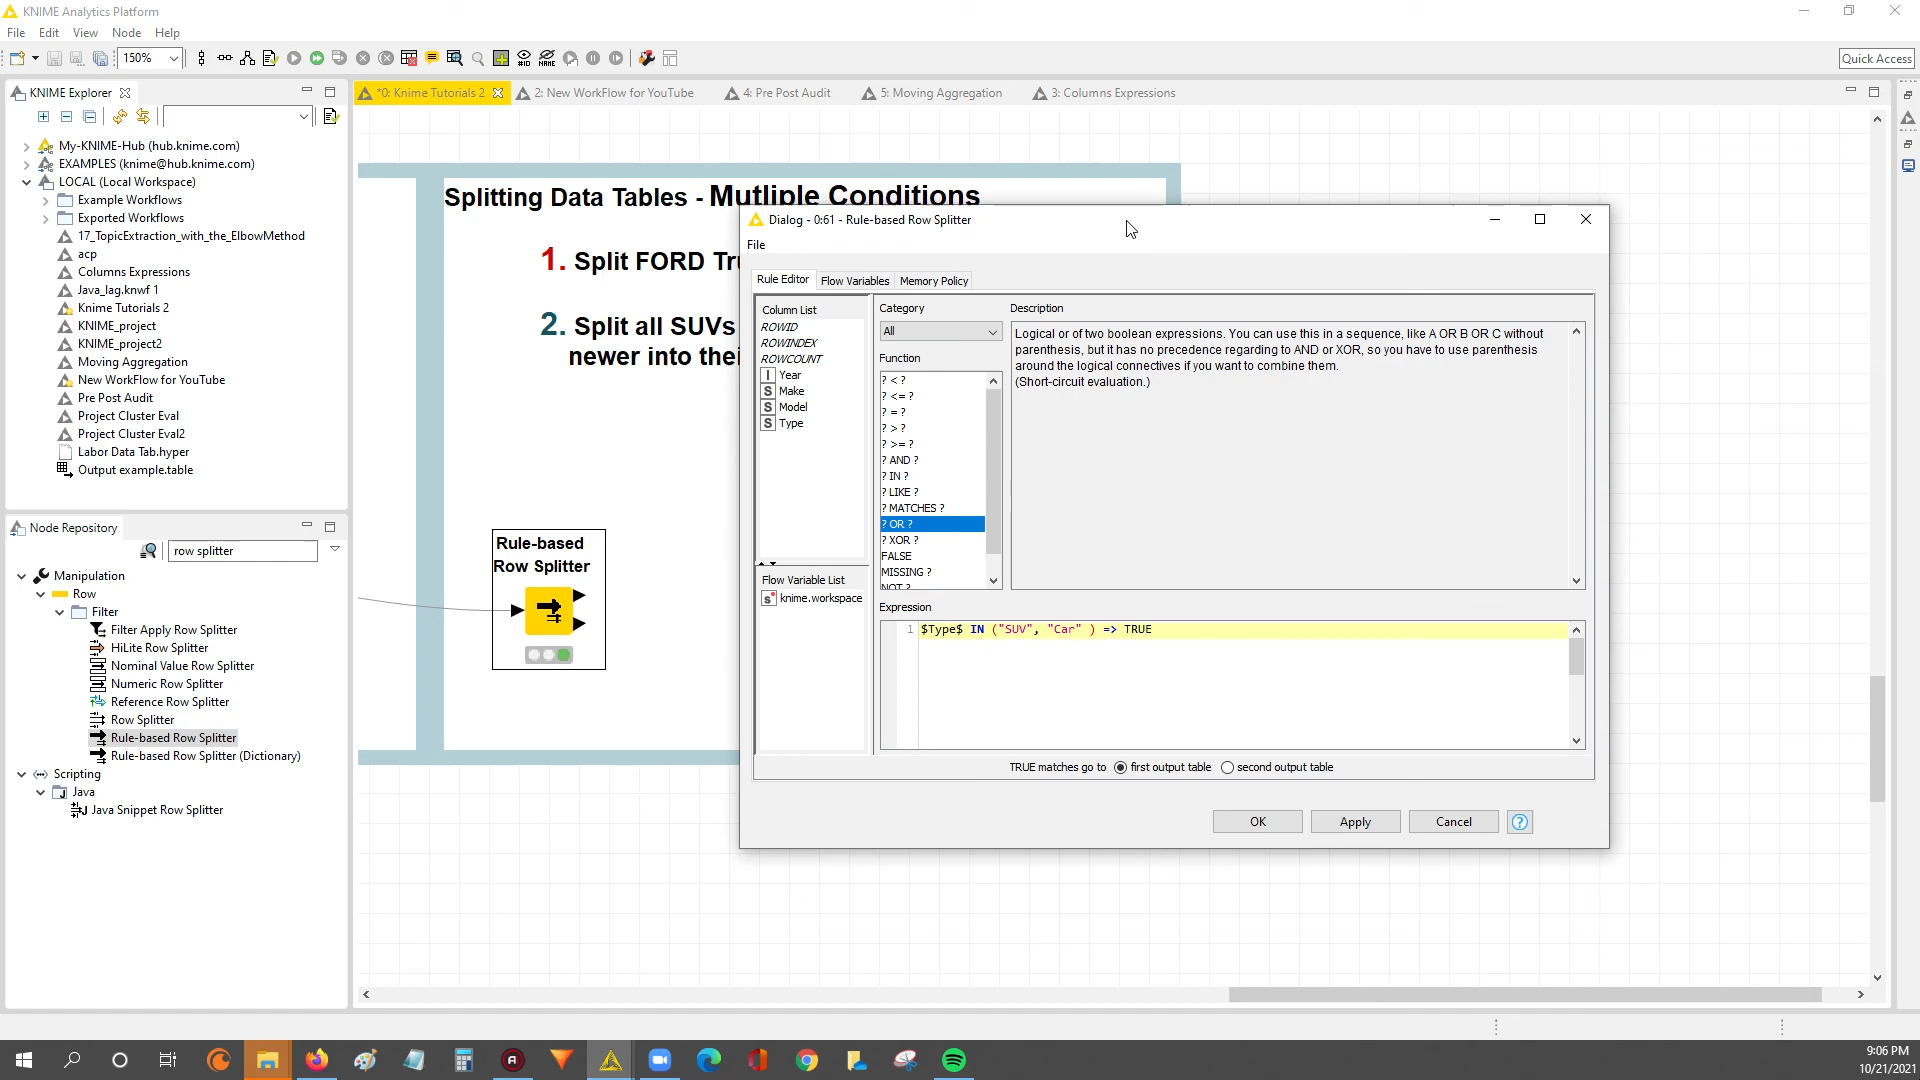 KNIME Analytics Platform
File Edit View Node Help
150%
Quick Access
KNIME Explorer
*0: Knime Tutorials 2
2: New WorkFlow for YouTube
4: Pre Post Audit
5: Moving Aggregation
3: Columns Expressions
My-KNIME-Hub (hub.knime.com)
EXAMPLES (knime@hub.knime.com)
LOCAL (Local Workspace)
Example Workflows
Exported Workflows
17_TopicExtraction_with_the_ElbowMethod
acp
Columns Expressions
Java_lag.knwf 1
Knime Tutorials 2
KNIME_project
KNIME_project2
Moving Aggregation
New WorkFlow for YouTube
Pre Post Audit
Project Cluster Eval
Project Cluster Eval2
Labor Data Tab.hyper
Output example.table
Node Repository
row splitter
Manipulation
Row
Filter
Filter Apply Row Splitter
HiLite Row Splitter
Nominal Value Row Splitter
Numeric Row Splitter
Reference Row Splitter
Row Splitter
Rule-based Row Splitter
Rule-based Row Splitter (Dictionary)
Scripting
Java
Java Snippet Row Splitter
Splitting Data Tables - Mutliple Conditions
1. Split FORD Tru
2. Split all SUVs
newer into thei
Rule-based
Row Splitter
Dialog - 0:61 - Rule-based Row Splitter
File
Rule Editor Flow Variables Memory Policy
Column List
ROWID
ROWINDEX
ROWCOUNT
I Year
S Make
S Model
S Type
Flow Variable List
s knime.workspace
Category
All
Function
? < ?
? <= ?
? = ?
? > ?
? >= ?
? AND ?
? IN ?
? LIKE ?
? MATCHES ?
? OR ?
? XOR ?
FALSE
MISSING ?
NOT ?
Description
Logical or of two boolean expressions. You can use this in a sequence, like A OR B OR C without
parenthesis, but it has no precedence regarding to AND or XOR, so you have to use parenthesis
around the logical connectives if you want to combine them.
(Short-circuit evaluation.)
Expression
1 $Type$ IN ("SUV", "Car" ) => TRUE
TRUE matches go to first output table second output table
OK Apply Cancel ?
9:06 PM
10/21/2021